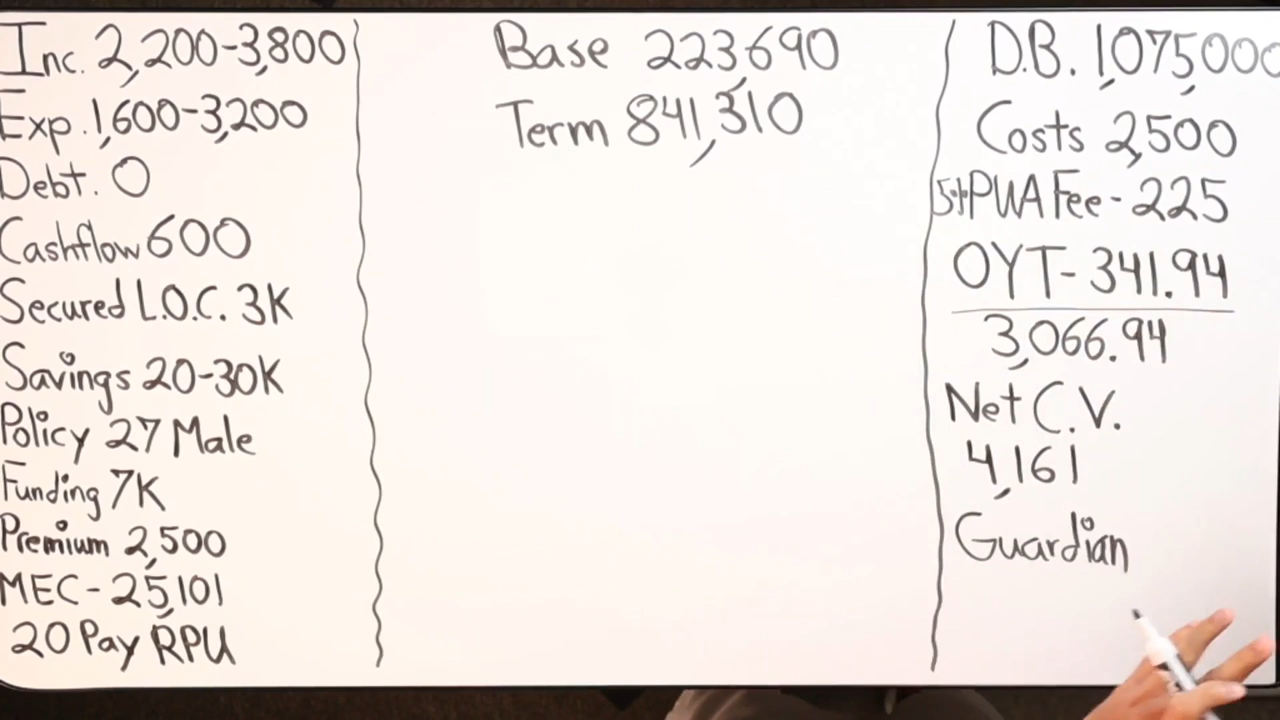 Inc. 2,200-3,800
Exp. 1,600-3,200
Debt. 0
Cashflow 600
Secured L.O.C. 3K
Savings 20-30K
Policy 27 Male
Funding 7K
Premium 2,500
MEC - 25,101
20 Pay RPU
Base 223,690
Term 841,310
D.B. 1,075,000
Costs 2,500
5+ PUA Fee - 225
OYT - 341.94
3,066.94
Net C.V.
4,161
Guardian